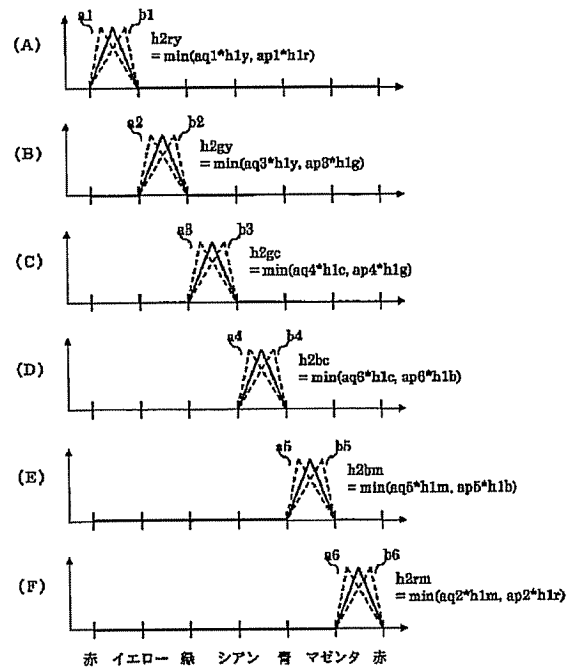 a1 b1
(A)
h2ry
=min(aq1*h1y, ap1*h1r)
a2 b2
(B)
h2gy
=min(aq3*h1y, ap3*h1g)
a3 b3
(C)
h2gc
=min(aq4*h1c, ap4*h1g)
a4 b4
(D)
h2bc
=min(aq6*h1c, ap6*h1b)
a5 b5
(E)
h2bm
=min(aq5*h1m, ap5*h1b)
a6 b6
(F)
h2rm
=min(aq2*h1m, ap2*h1r)
赤 イエロー 緑 シアン 青 マゼンタ 赤